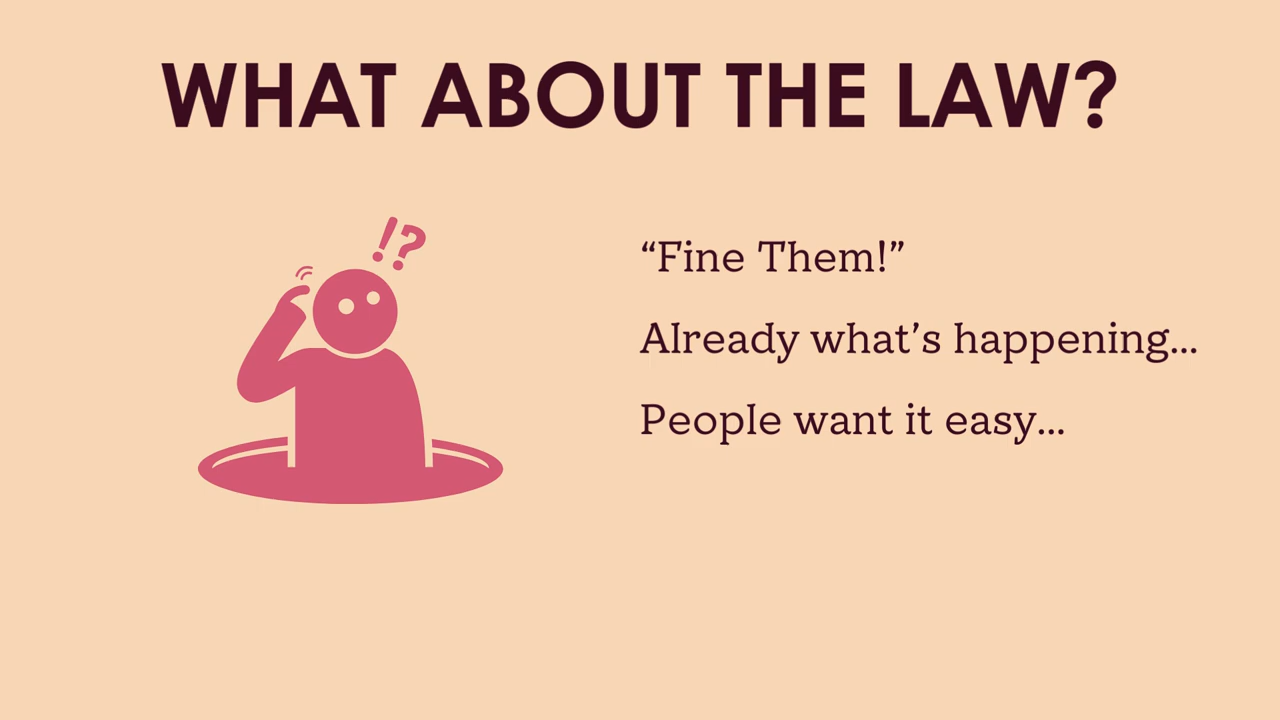 WHAT ABOUT THE LAW?
!?
“Fine Them!”
Already what’s happening...
People want it easy...